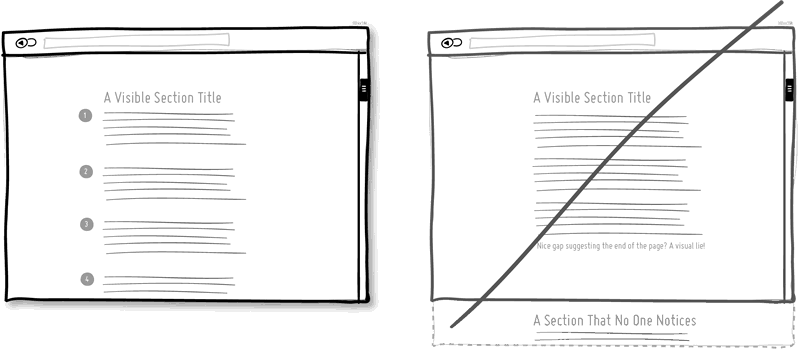 A Visible Section Title
1
2
3
4
A Visible Section Title
Nice gap suggesting the end of the page? A visual lie!
A Section That No One Notices